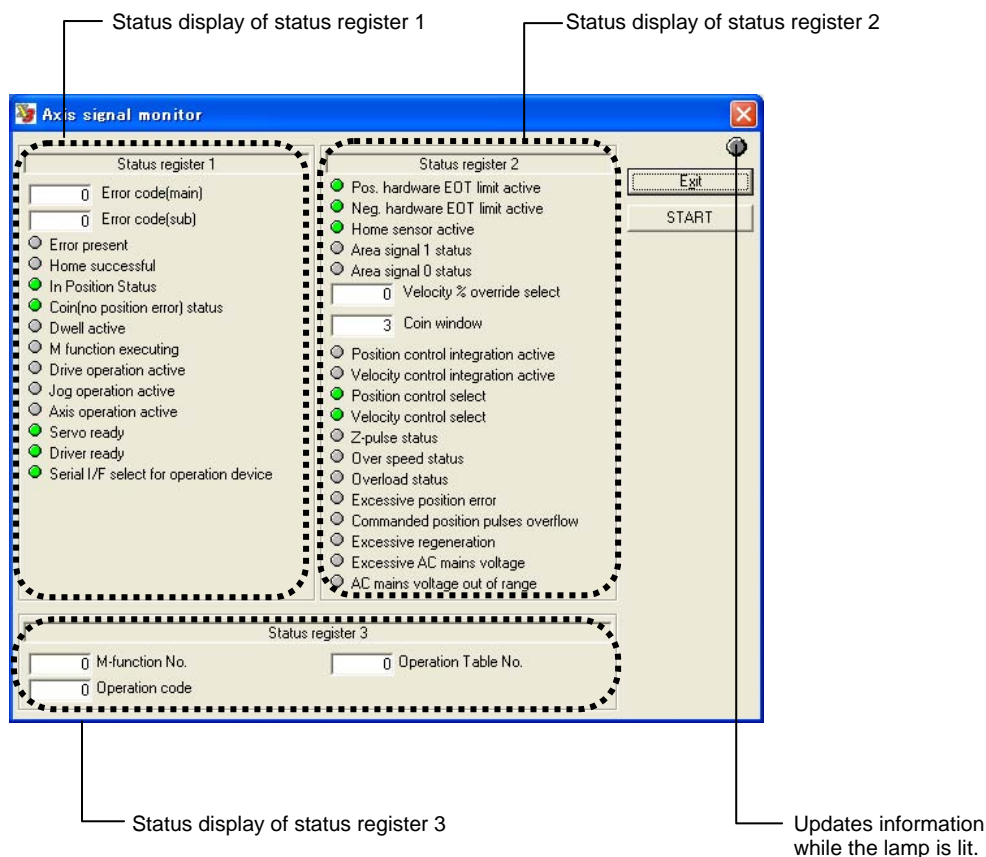 Status display of status register 1
Status display of status register 2
Axis signal monitor
Status register 1
0 Error code(main)
0 Error code(sub)
Error present
Home successful
In Position Status
Coin(no position error) status
Dwell active
M function executing
Drive operation active
Jog operation active
Axis operation active
Servo ready
Driver ready
Serial I/F select for operation device
Status register 2
Pos. hardware EOT limit active
Neg. hardware EOT limit active
Home sensor active
Area signal 1 status
Area signal 0 status
0 Velocity % override select
3 Coin window
Position control integration active
Velocity control integration active
Position control select
Velocity control select
Z-pulse status
Over speed status
Overload status
Excessive position error
Commanded position pulses overflow
Excessive regeneration
Excessive AC mains voltage
AC mains voltage out of range
Exit
START
Status register 3
0 M-function No.
0 Operation Table No.
0 Operation code
Status display of status register 3
Updates information
while the lamp is lit.